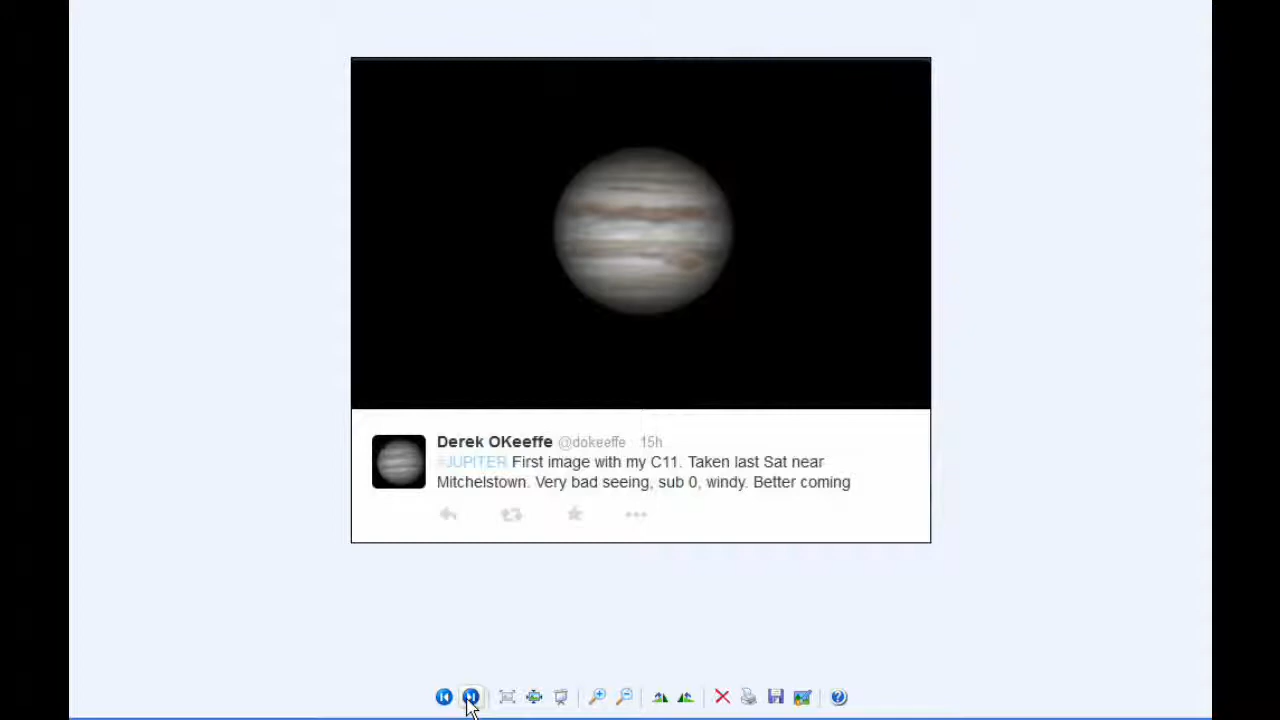 Derek OKeeffe @dokeeffe · 15h
#JUPITER First image with my C11. Taken last Sat near
Mitchelstown. Very bad seeing, sub 0, windy. Better coming